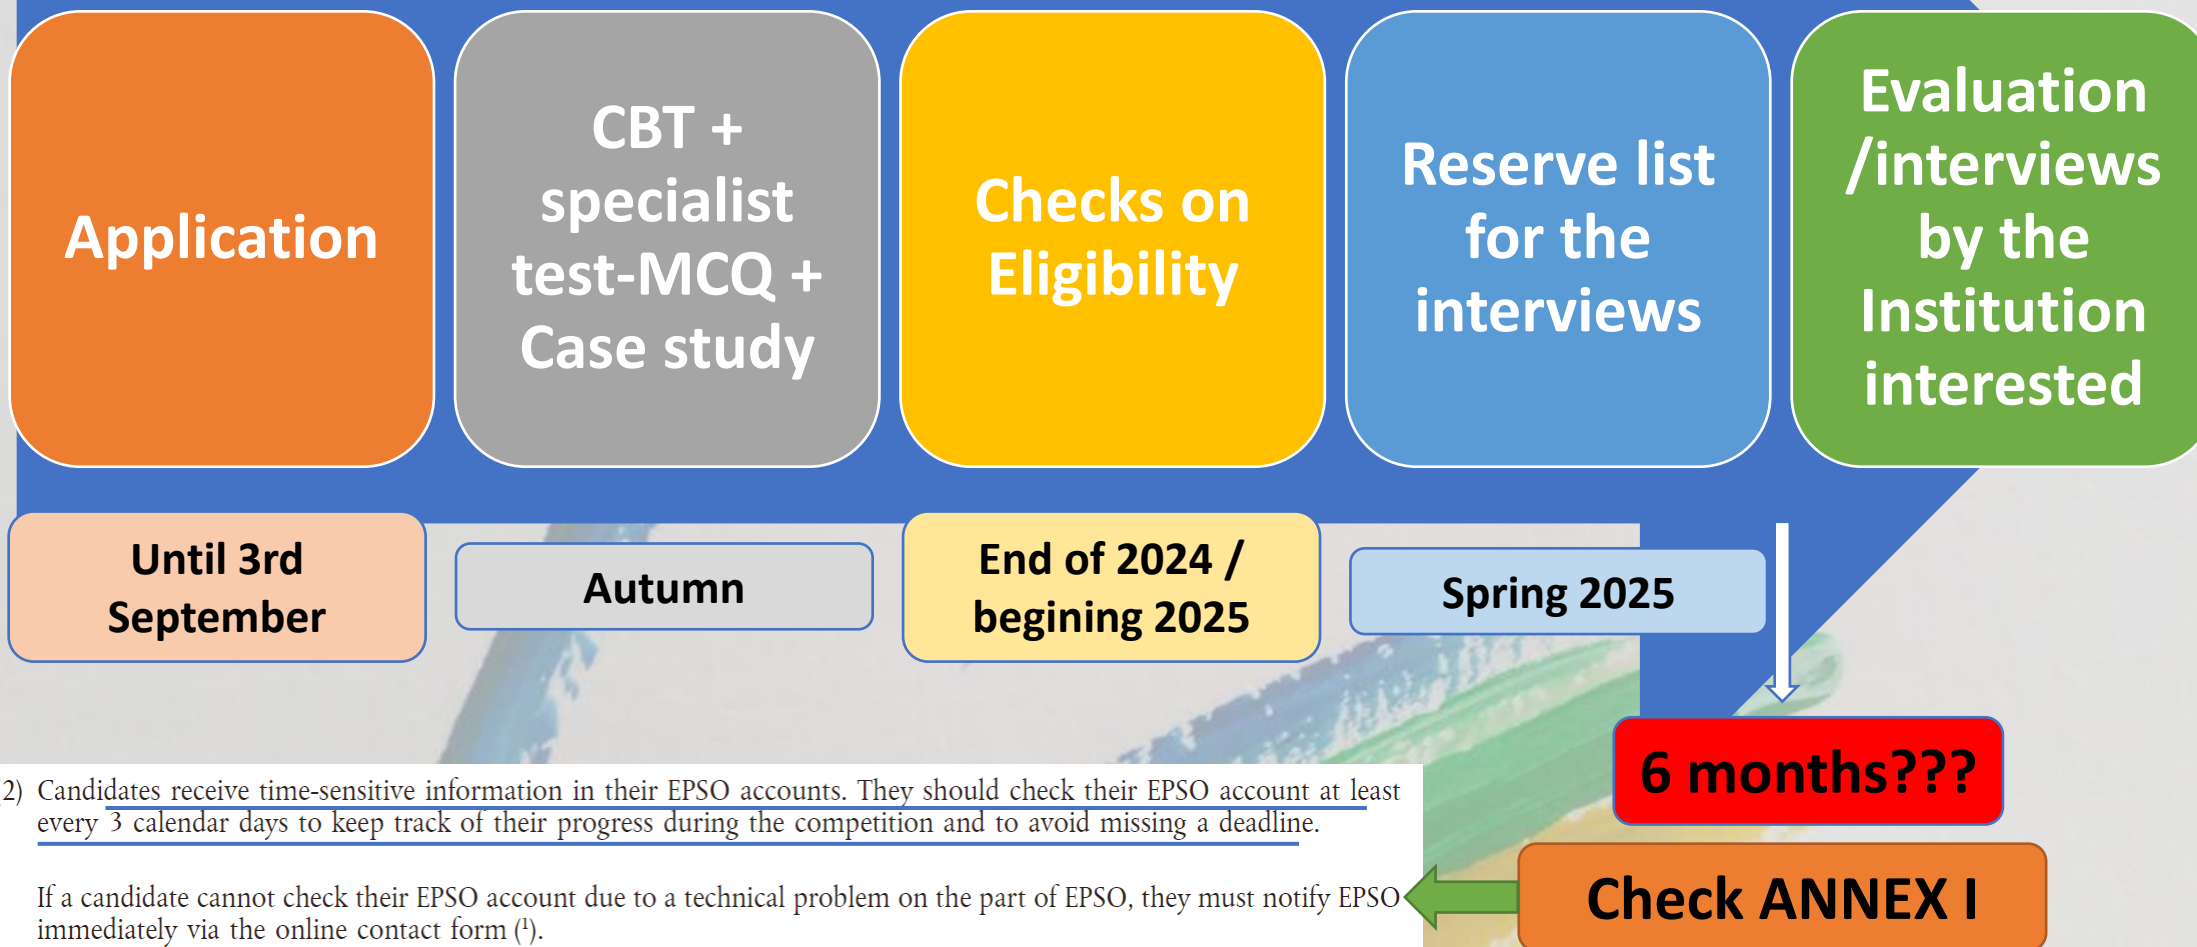 Application
CBT +
specialist
test-MCQ +
Case study
Checks on
Eligibility
Reserve list
for the
interviews
Evaluation
/interviews
by the
Institution
interested
Until 3rd
September
Autumn
End of 2024 /
begining 2025
Spring 2025
6 months???
Check ANNEX I
2) Candidates receive time-sensitive information in their EPSO accounts. They should check their EPSO account at least
every 3 calendar days to keep track of their progress during the competition and to avoid missing a deadline.
If a candidate cannot check their EPSO account due to a technical problem on the part of EPSO, they must notify EPSO
immediately via the online contact form (¹).